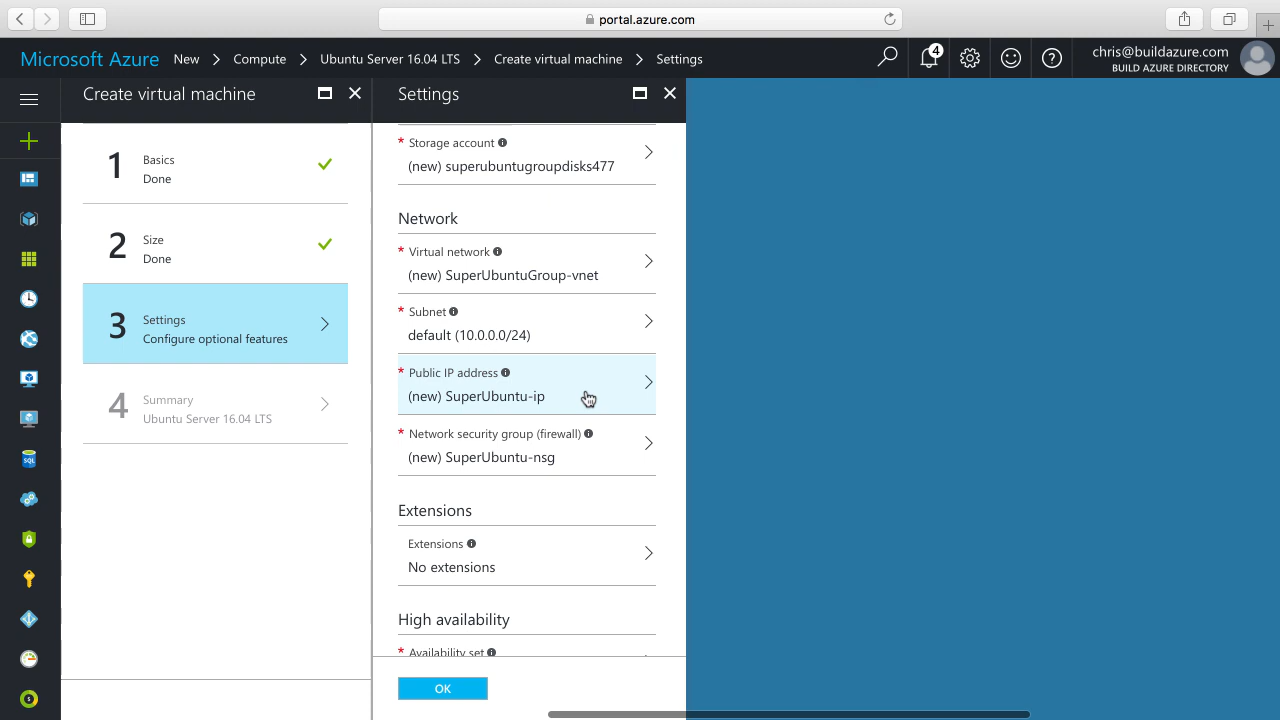 portal.azure.com
Microsoft Azure New > Compute > Ubuntu Server 16.04 LTS > Create virtual machine > Settings
4
chris@buildazure.com
BUILD AZURE DIRECTORY
Create virtual machine
1
Basics
Done
2
Size
Done
3
Settings
Configure optional features
4
Summary
Ubuntu Server 16.04 LTS
Settings
* Storage account
(new) superubuntugroupdisks477
Network
* Virtual network
(new) SuperUbuntuGroup-vnet
* Subnet
default (10.0.0.0/24)
* Public IP address
(new) SuperUbuntu-ip
* Network security group (firewall)
(new) SuperUbuntu-nsg
Extensions
Extensions
No extensions
High availability
* Availability set
OK
SQL